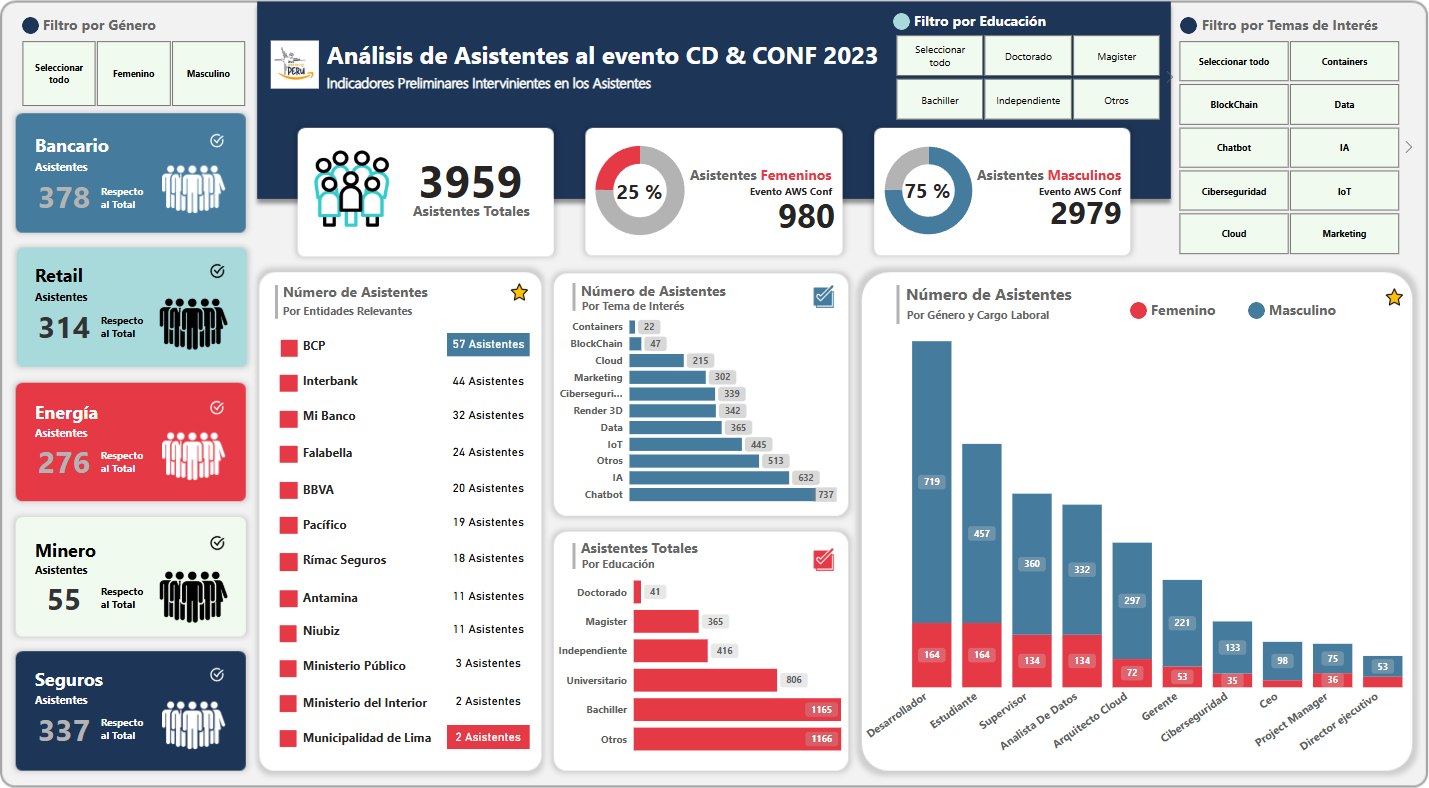 Filtro por Género
Seleccionar todo
Femenino
Masculino
PERU
Análisis de Asistentes al evento CD & CONF 2023
Indicadores Preliminares Intervinientes en los Asistentes
Filtro por Educación
Seleccionar todo
Doctorado
Magister
Bachiller
Independiente
Otros
Filtro por Temas de Interés
Seleccionar todo
Containers
BlockChain
Data
Chatbot
IA
Ciberseguridad
IoT
Cloud
Marketing
Bancario
Asistentes
378
Respecto al Total
Retail
Asistentes
314
Respecto al Total
Energía
Asistentes
276
Respecto al Total
Minero
Asistentes
55
Respecto al Total
Seguros
Asistentes
337
Respecto al Total
3959
Asistentes Totales
25 %
Asistentes Femeninos
Evento AWS Conf
980
75 %
Asistentes Masculinos
Evento AWS Conf
2979
Número de Asistentes
Por Entidades Relevantes
BCP 57 Asistentes
Interbank 44 Asistentes
Mi Banco 32 Asistentes
Falabella 24 Asistentes
BBVA 20 Asistentes
Pacífico 19 Asistentes
Rímac Seguros 18 Asistentes
Antamina 11 Asistentes
Niubiz 11 Asistentes
Ministerio Público 3 Asistentes
Ministerio del Interior 2 Asistentes
Municipalidad de Lima 2 Asistentes
Número de Asistentes
Por Tema de Interés
Containers 22
BlockChain 47
Cloud 215
Marketing 302
Ciberseguri... 339
Render 3D 342
Data 365
IoT 445
Otros 513
IA 632
Chatbot 737
Asistentes Totales
Por Educación
Doctorado 41
Magister 365
Independiente 416
Universitario 806
Bachiller 1165
Otros 1166
Número de Asistentes
Por Género y Cargo Laboral
Femenino
Masculino
719
457
360
332
297
221
133
98
75
53
164
164
134
134
72
53
35
36
Desarrollador
Estudiante
Supervisor
Analista De Datos
Arquitecto Cloud
Gerente
Ciberseguridad
Ceo
Project Manager
Director ejecutivo